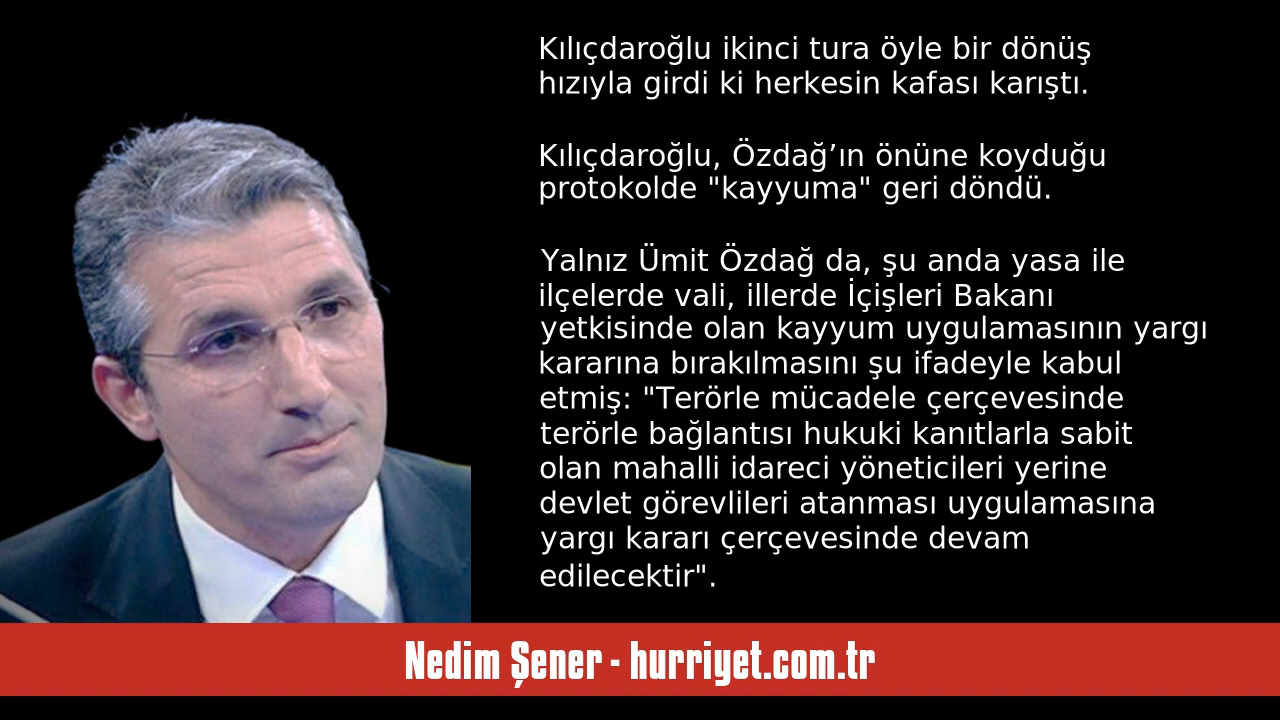 Kılıçdaroğlu ikinci tura öyle bir dönüş
hızıyla girdi ki herkesin kafası karıştı.
Kılıçdaroğlu, Özdağ’ın önüne koyduğu
protokolde "kayyuma" geri döndü.
Yalnız Ümit Özdağ da, şu anda yasa ile
ilçelerde vali, illerde İçişleri Bakanı
yetkisinde olan kayyum uygulamasının yargı
kararına bırakılmasını şu ifadeyle kabul
etmiş: "Terörle mücadele çerçevesinde
terörle bağlantısı hukuki kanıtlarla sabit
olan mahalli idareci yöneticileri yerine
devlet görevlileri atanması uygulamasına
yargı kararı çerçevesinde devam
edilecektir".
Nedim Şener - hurriyet.com.tr